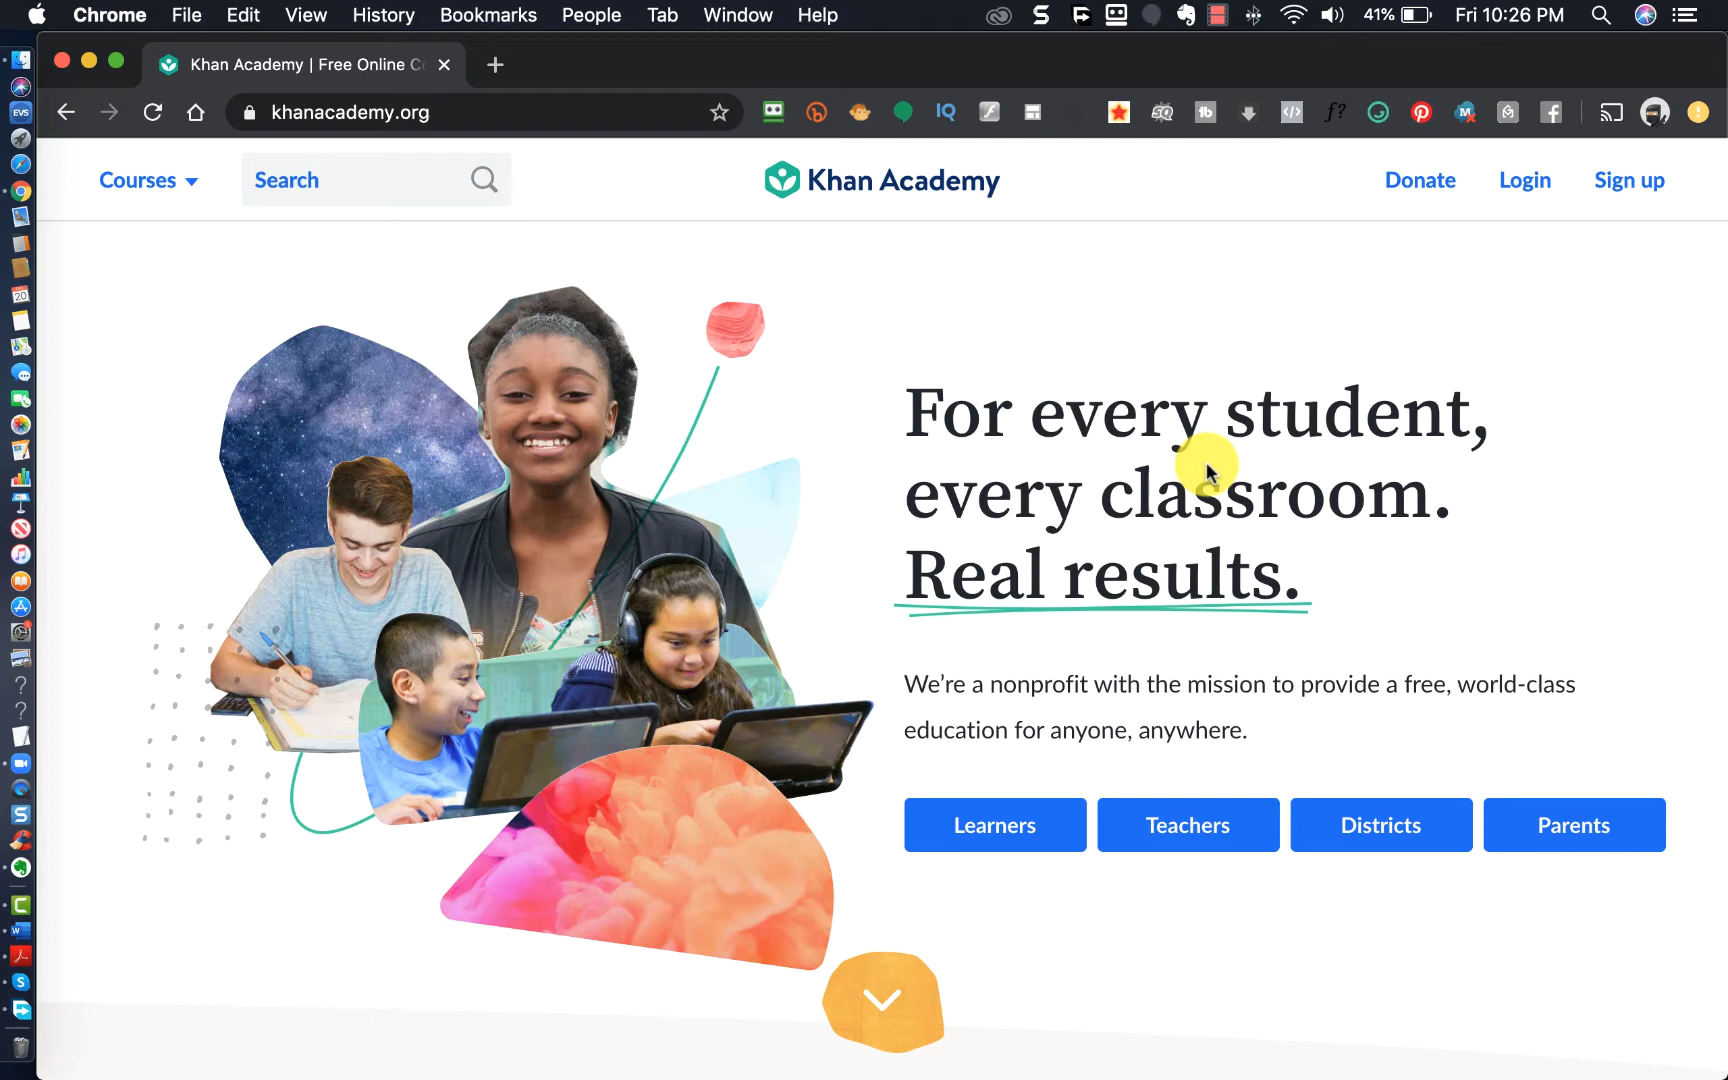 Chrome File Edit View History Bookmarks People Tab Window Help 41% Fri 10:26 PM
Khan Academy | Free Online Co
khanacademy.org
Courses Search Khan Academy Donate Login Sign up
For every student,
every classroom.
Real results.
We’re a nonprofit with the mission to provide a free, world-class
education for anyone, anywhere.
Learners Teachers Districts Parents